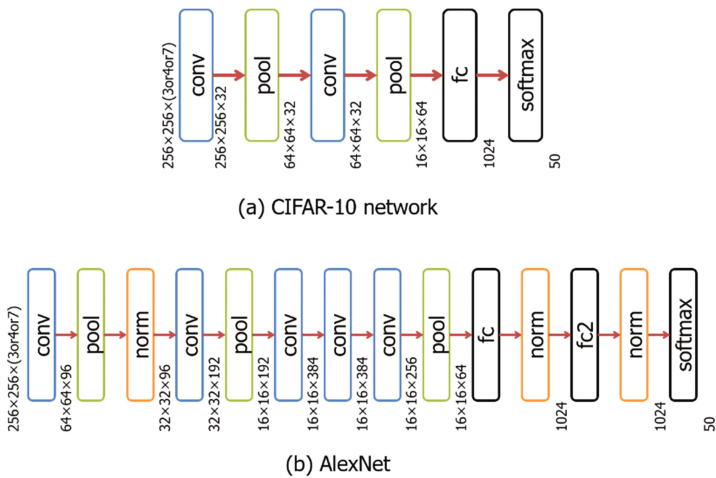 256×256×(3or4or7)
conv
256×256×32
pool
64×64×32
conv
64×64×32
pool
16×16×64
fc
1024
softmax
50
(a) CIFAR-10 network
256×256×(3or4or7)
conv
64×64×96
pool
norm
32×32×96
conv
32×32×192
pool
16×16×192
conv
16×16×384
conv
16×16×384
conv
16×16×256
pool
16×16×64
fc
norm
1024
fc2
norm
1024
softmax
50
(b) AlexNet